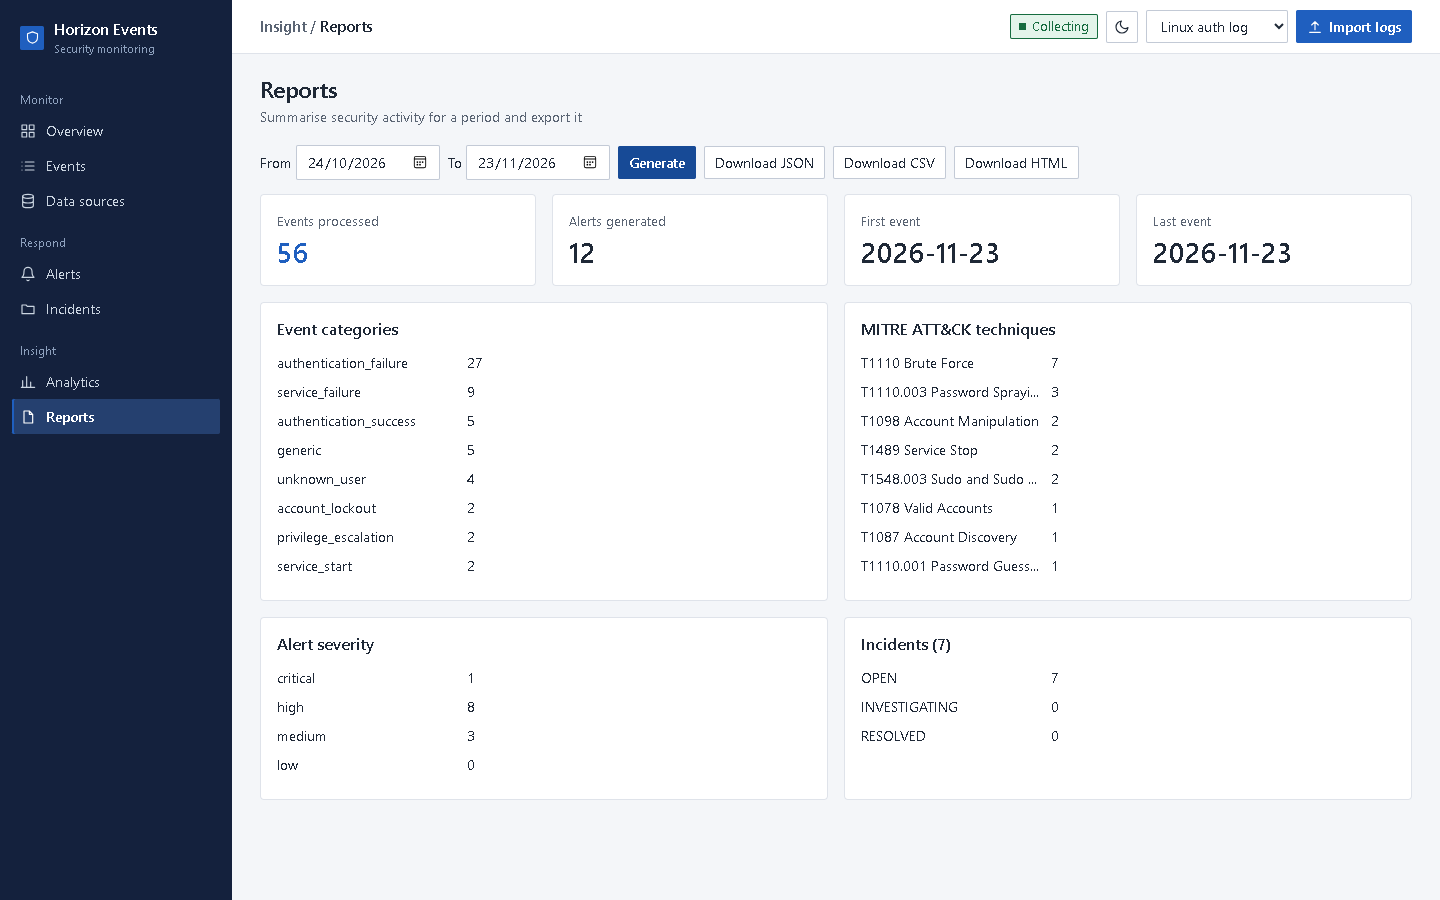 Horizon Events
Security monitoring
Monitor
Overview
Events
Data sources
Respond
Alerts
Incidents
Insight
Analytics
Reports
Insight / Reports
Collecting
Linux auth log
Import logs
Reports
Summarise security activity for a period and export it
From 24/10/2026 To 23/11/2026 Generate Download JSON Download CSV Download HTML
Events processed
56
Alerts generated
12
First event
2026-11-23
Last event
2026-11-23
Event categories
authentication_failure 27
service_failure 9
authentication_success 5
generic 5
unknown_user 4
account_lockout 2
privilege_escalation 2
service_start 2
MITRE ATT&CK techniques
T1110 Brute Force 7
T1110.003 Password Sprayi... 3
T1098 Account Manipulation 2
T1489 Service Stop 2
T1548.003 Sudo and Sudo ... 2
T1078 Valid Accounts 1
T1087 Account Discovery 1
T1110.001 Password Guess... 1
Alert severity
critical 1
high 8
medium 3
low 0
Incidents (7)
OPEN 7
INVESTIGATING 0
RESOLVED 0